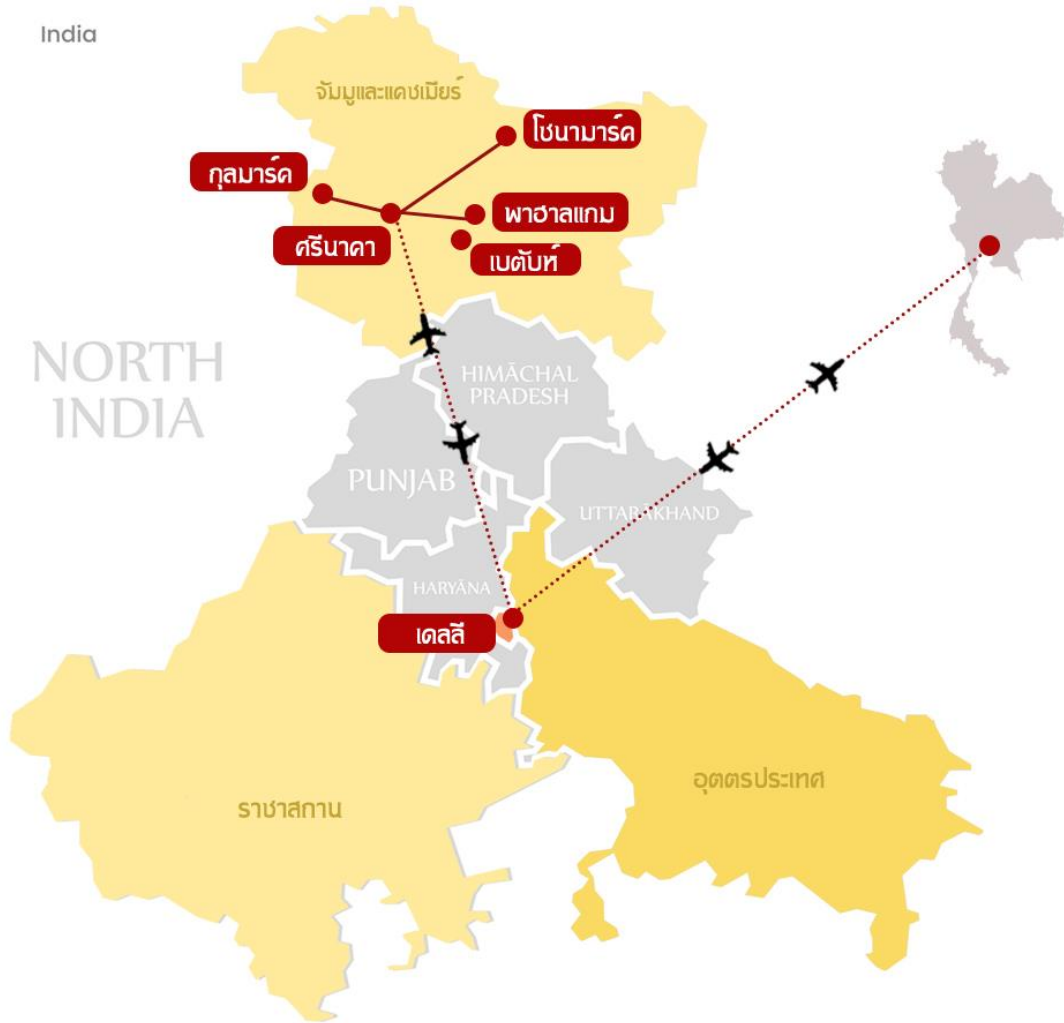 India
จัมมูและแคชเมียร์
โซนามาร์ค
กุลมาร์ค
พาฮาลแกม
ศรีนาคา
เบตับห์
NORTH
INDIA
HIMĀCHAL
PRADESH
PUNJAB
UTTARĀKHAND
HARYĀNA
เดลลี
อุตตรประเทศ
ราชาสถาน